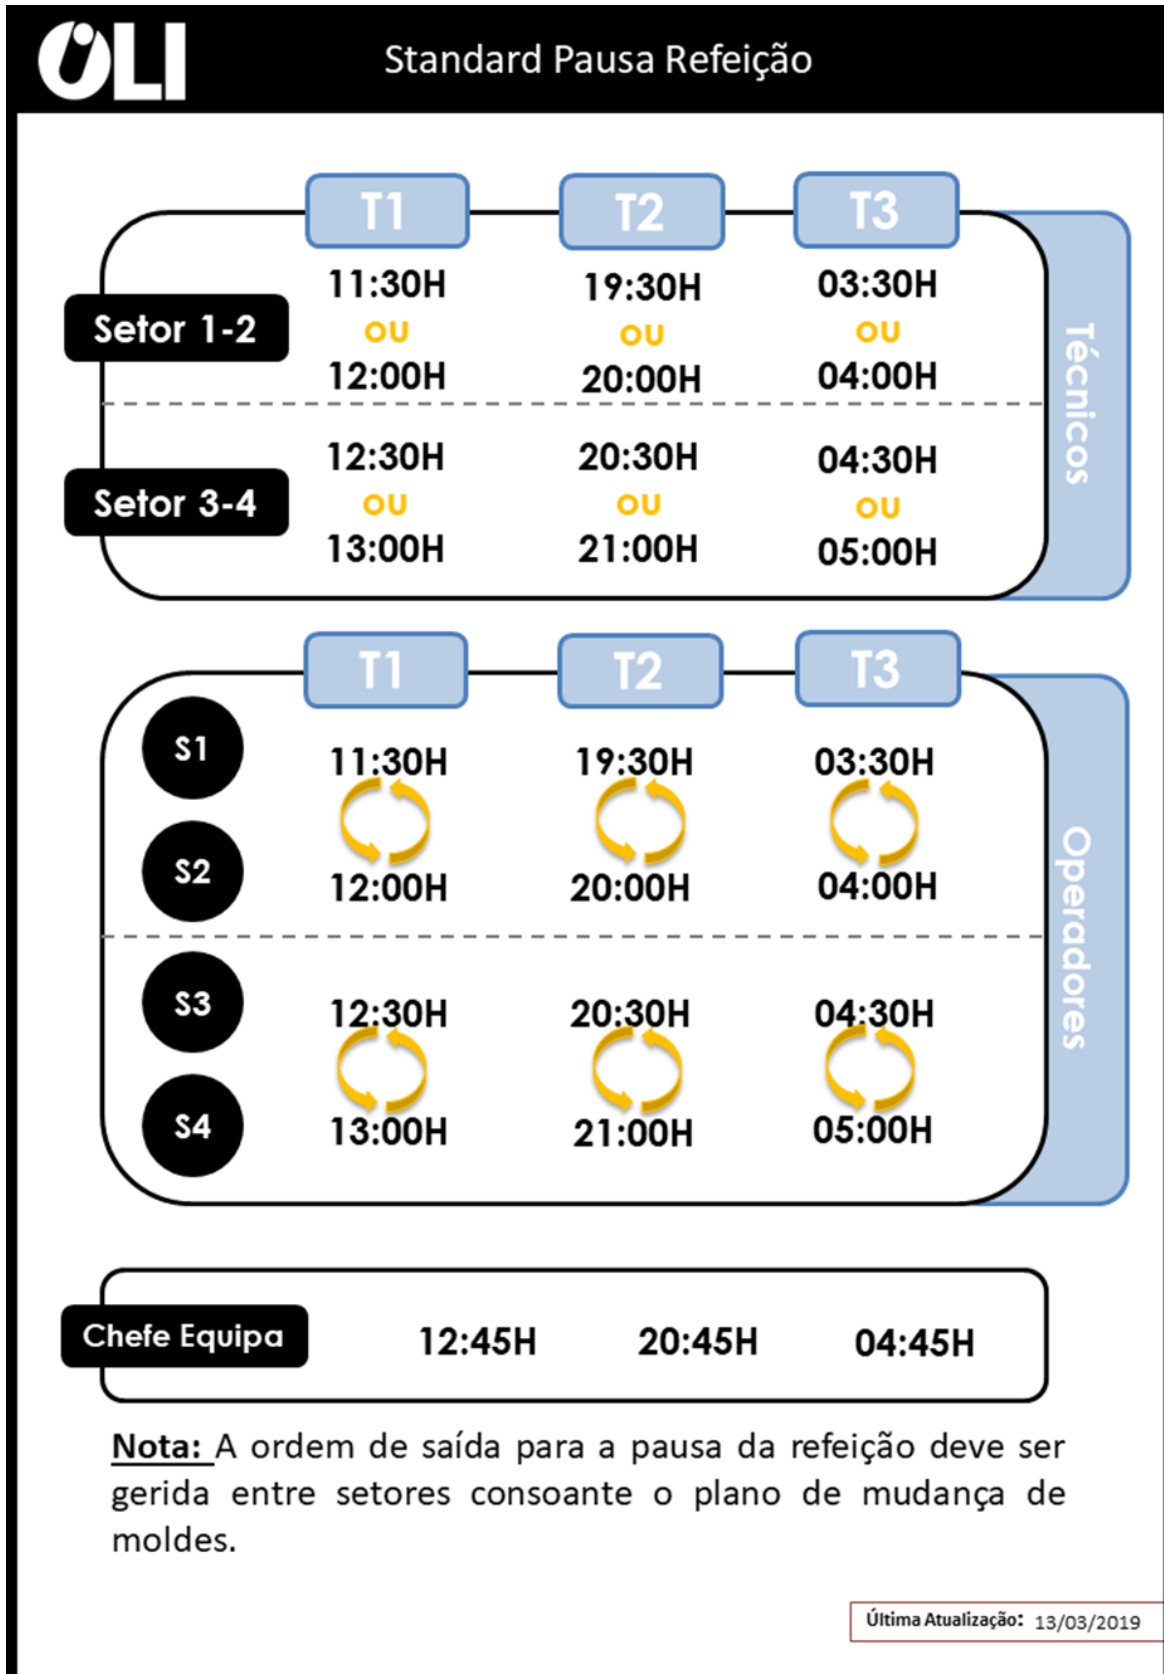 OLI
Standard Pausa Refeição
T1 T2 T3
11:30H 19:30H 03:30H
Setor 1-2 OU OU OU
12:00H 20:00H 04:00H
Técnicos
12:30H 20:30H 04:30H
Setor 3-4 OU OU OU
13:00H 21:00H 05:00H
T1 T2 T3
S1 11:30H 19:30H 03:30H
S2 12:00H 20:00H 04:00H
Operadores
S3 12:30H 20:30H 04:30H
S4 13:00H 21:00H 05:00H
Chefe Equipa 12:45H 20:45H 04:45H
Nota: A ordem de saída para a pausa da refeição deve ser
gerida entre setores consoante o plano de mudança de
moldes.
Última Atualização: 13/03/2019